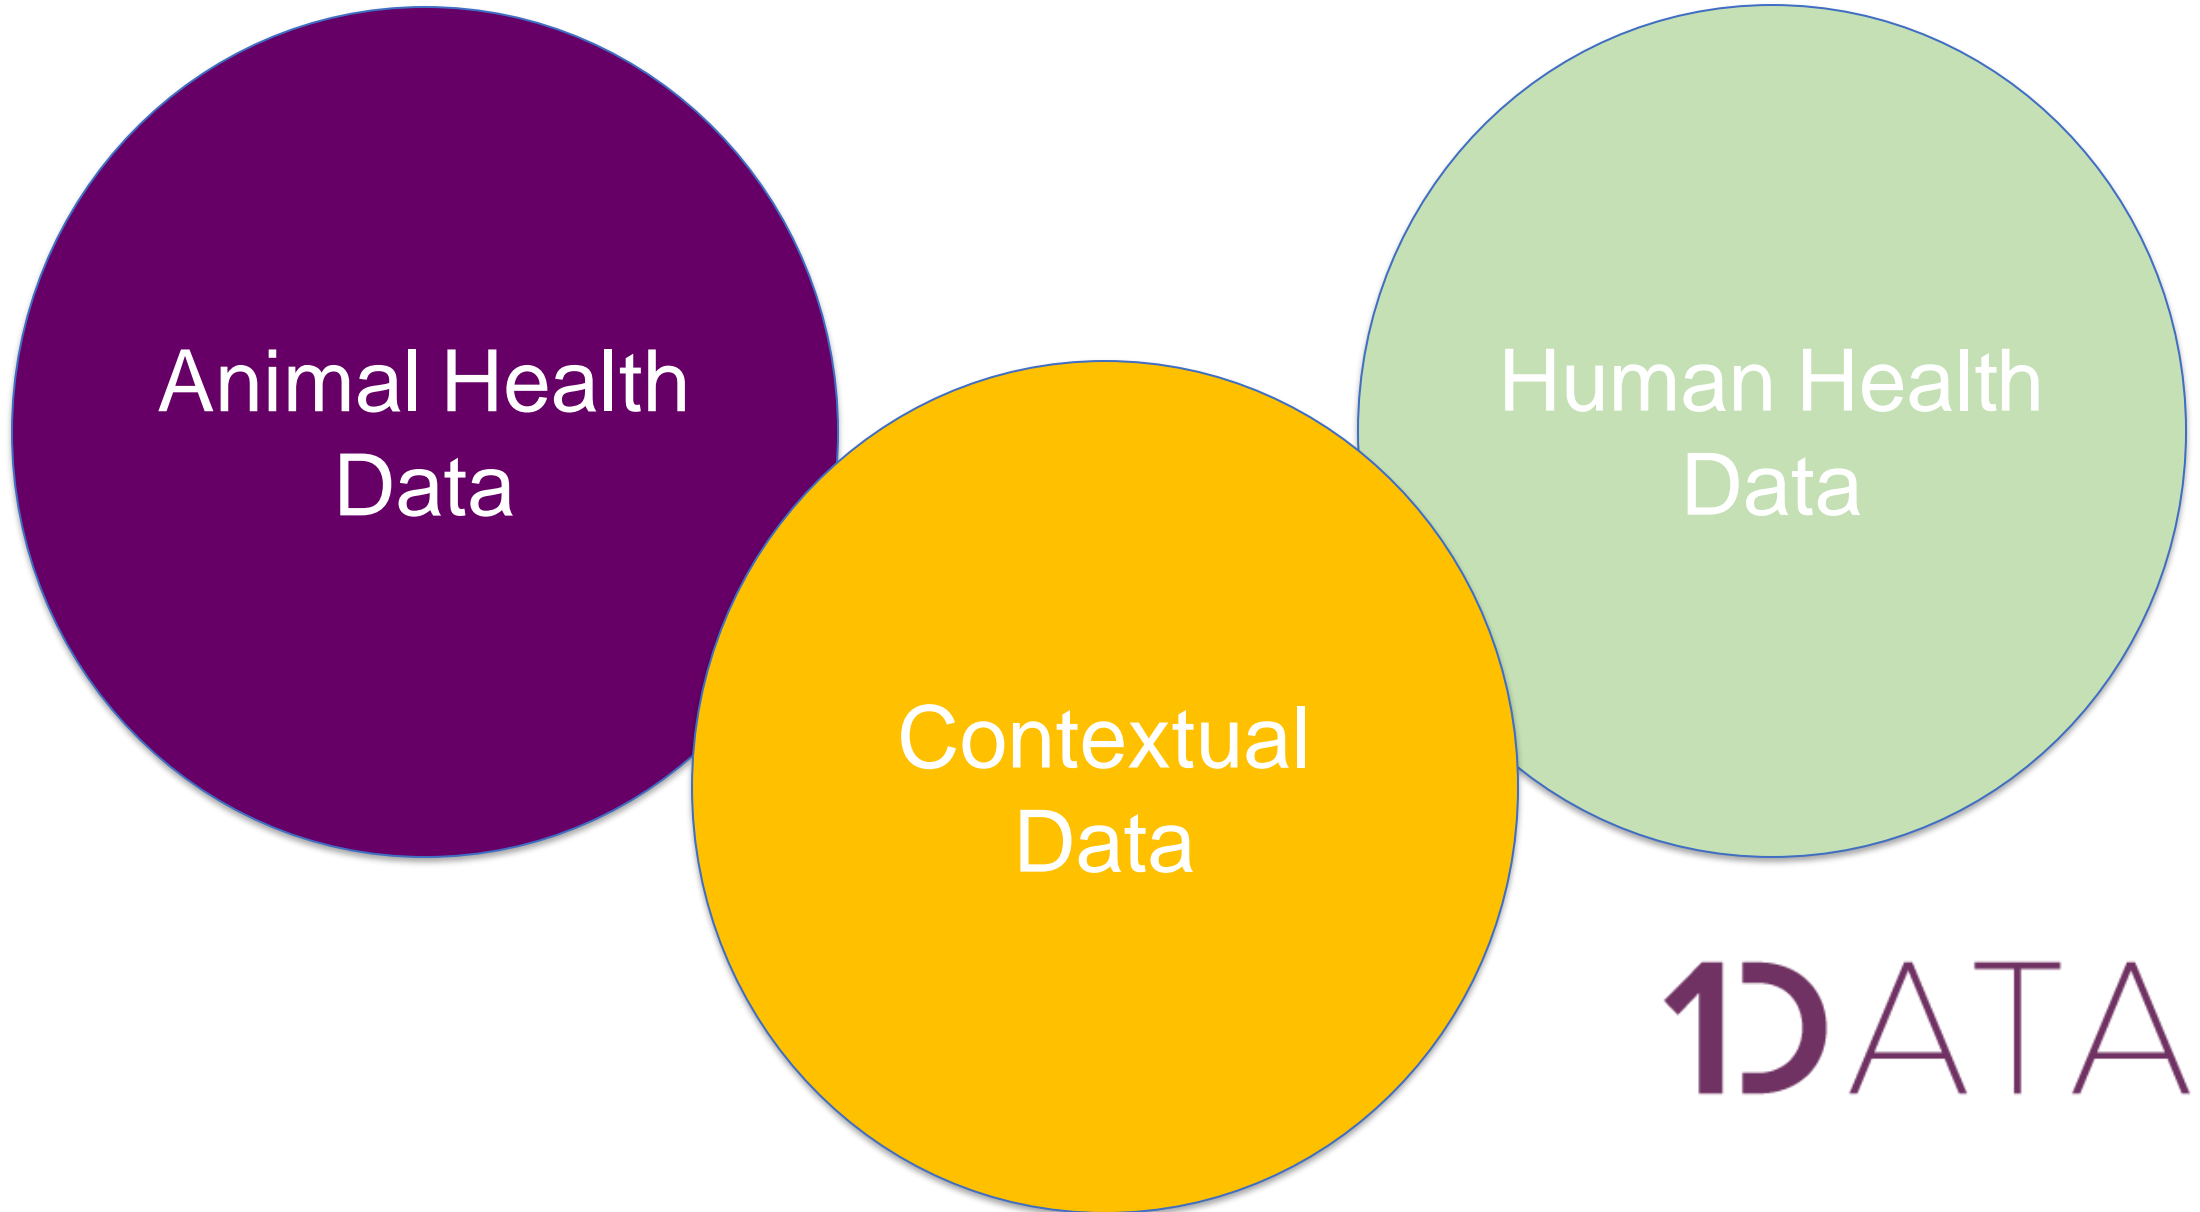 Animal Health
Data
Human Health
Data
Contextual
Data
1DATA